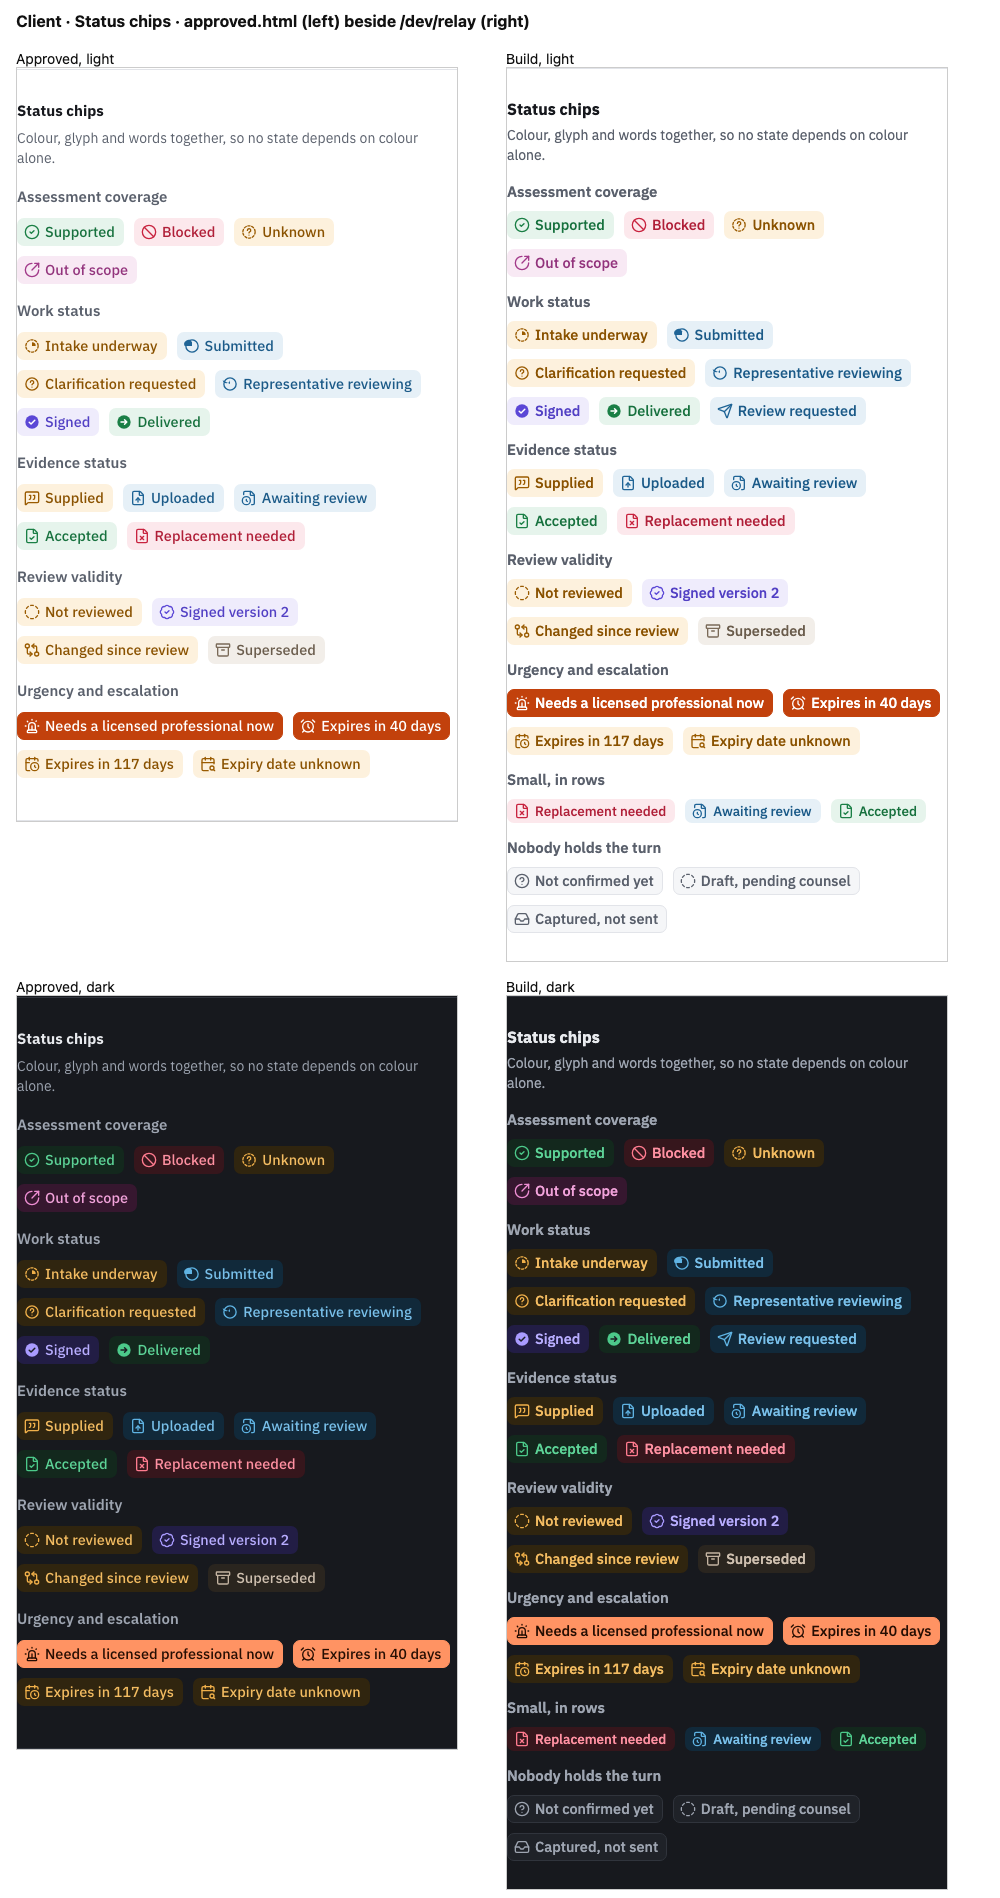 Client · Status chips · approved.html (left) beside /dev/relay (right)
Approved, light
Status chips
Colour, glyph and words together, so no state depends on colour
alone.
Assessment coverage
Supported Blocked Unknown
Out of scope
Work status
Intake underway Submitted
Clarification requested Representative reviewing
Signed Delivered
Evidence status
Supplied Uploaded Awaiting review
Accepted Replacement needed
Review validity
Not reviewed Signed version 2
Changed since review Superseded
Urgency and escalation
Needs a licensed professional now Expires in 40 days
Expires in 117 days Expiry date unknown
Build, light
Status chips
Colour, glyph and words together, so no state depends on colour
alone.
Assessment coverage
Supported Blocked Unknown
Out of scope
Work status
Intake underway Submitted
Clarification requested Representative reviewing
Signed Delivered Review requested
Evidence status
Supplied Uploaded Awaiting review
Accepted Replacement needed
Review validity
Not reviewed Signed version 2
Changed since review Superseded
Urgency and escalation
Needs a licensed professional now Expires in 40 days
Expires in 117 days Expiry date unknown
Small, in rows
Replacement needed Awaiting review Accepted
Nobody holds the turn
Not confirmed yet Draft, pending counsel
Captured, not sent
Approved, dark
Status chips
Colour, glyph and words together, so no state depends on colour
alone.
Assessment coverage
Supported Blocked Unknown
Out of scope
Work status
Intake underway Submitted
Clarification requested Representative reviewing
Signed Delivered
Evidence status
Supplied Uploaded Awaiting review
Accepted Replacement needed
Review validity
Not reviewed Signed version 2
Changed since review Superseded
Urgency and escalation
Needs a licensed professional now Expires in 40 days
Expires in 117 days Expiry date unknown
Build, dark
Status chips
Colour, glyph and words together, so no state depends on colour
alone.
Assessment coverage
Supported Blocked Unknown
Out of scope
Work status
Intake underway Submitted
Clarification requested Representative reviewing
Signed Delivered Review requested
Evidence status
Supplied Uploaded Awaiting review
Accepted Replacement needed
Review validity
Not reviewed Signed version 2
Changed since review Superseded
Urgency and escalation
Needs a licensed professional now Expires in 40 days
Expires in 117 days Expiry date unknown
Small, in rows
Replacement needed Awaiting review Accepted
Nobody holds the turn
Not confirmed yet Draft, pending counsel
Captured, not sent